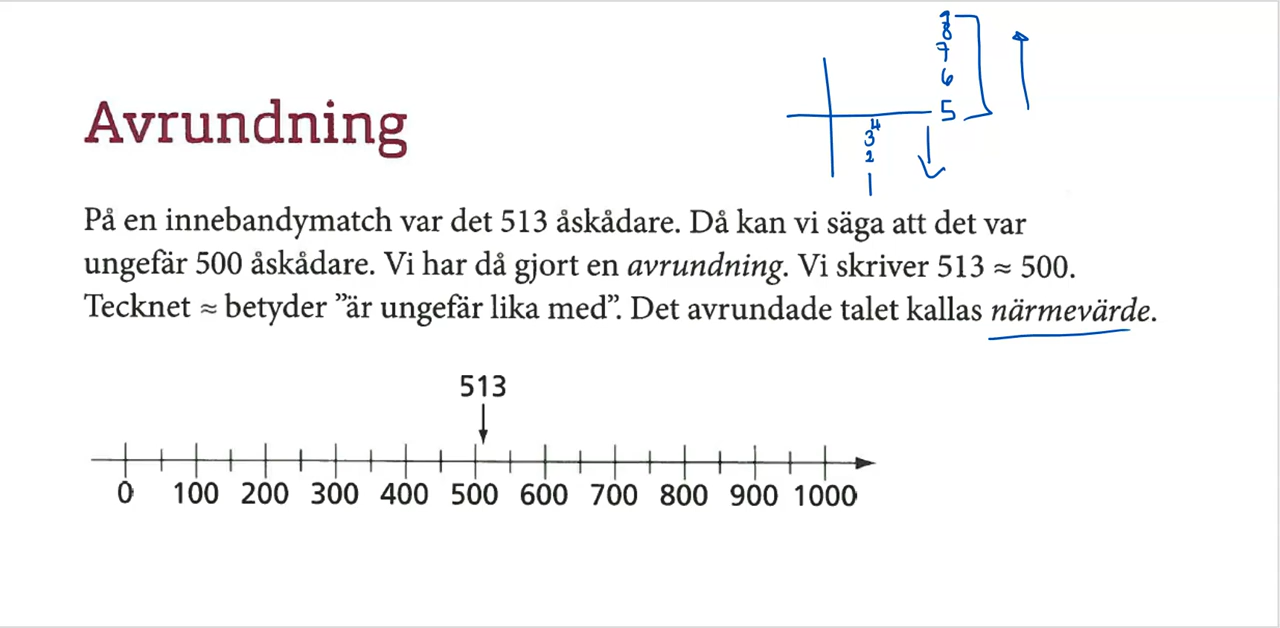 9
8
7
6
5
4
3
2
1
Avrundning
På en innebandymatch var det 513 åskådare. Då kan vi säga att det var
ungefär 500 åskådare. Vi har då gjort en avrundning. Vi skriver 513 ≈ 500.
Tecknet ≈ betyder ”är ungefär lika med”. Det avrundade talet kallas närmevärde.
513
0 100 200 300 400 500 600 700 800 900 1000